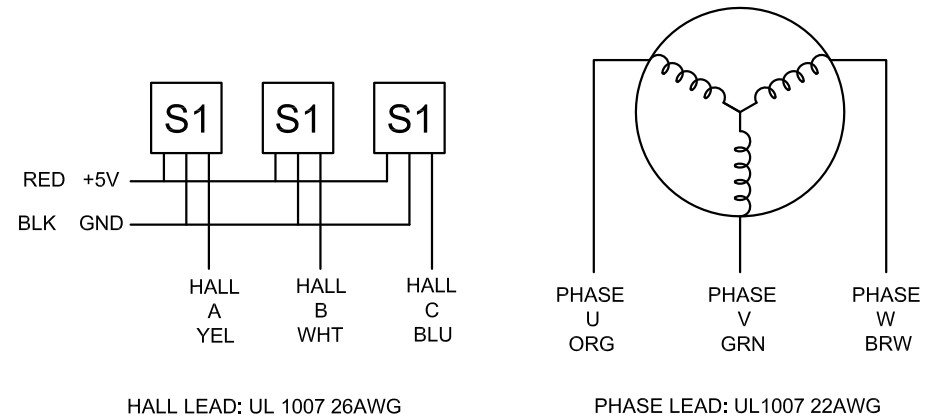 S1 S1 S1
RED +5V
BLK GND
HALL
A
YEL
HALL
B
WHT
HALL
C
BLU
HALL LEAD: UL 1007 26AWG
PHASE
U
ORG
PHASE
V
GRN
PHASE
W
BRW
PHASE LEAD: UL1007 22AWG